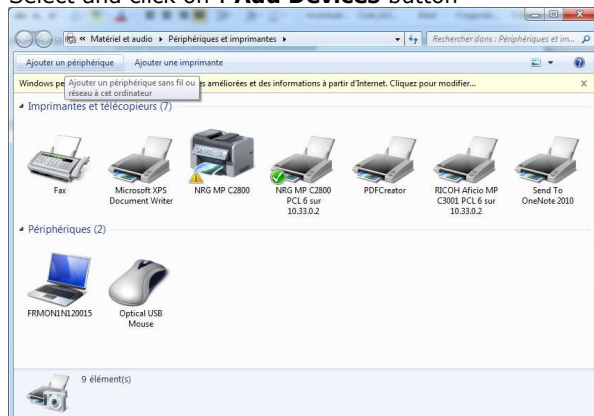 Select and click on : Add Devices button
« Matériel et audio ▸ Périphériques et imprimantes ▸
Rechercher dans : Périphériques et im...
Ajouter un périphérique Ajouter une imprimante
Windows pe
Ajouter un périphérique sans fil ou
réseau à cet ordinateur
es améliorées et des informations à partir d'Internet. Cliquez pour modifier...
Imprimantes et télécopieurs (7)
Fax
Microsoft XPS
Document Writer
NRG MP C2800
NRG MP C2800
PCL 6 sur
10.33.0.2
PDFCreator
RICOH Aficio MP
C3001 PCL 6 sur
10.33.0.2
Send To
OneNote 2010
Périphériques (2)
FRMON1N120015
Optical USB
Mouse
9 élément(s)